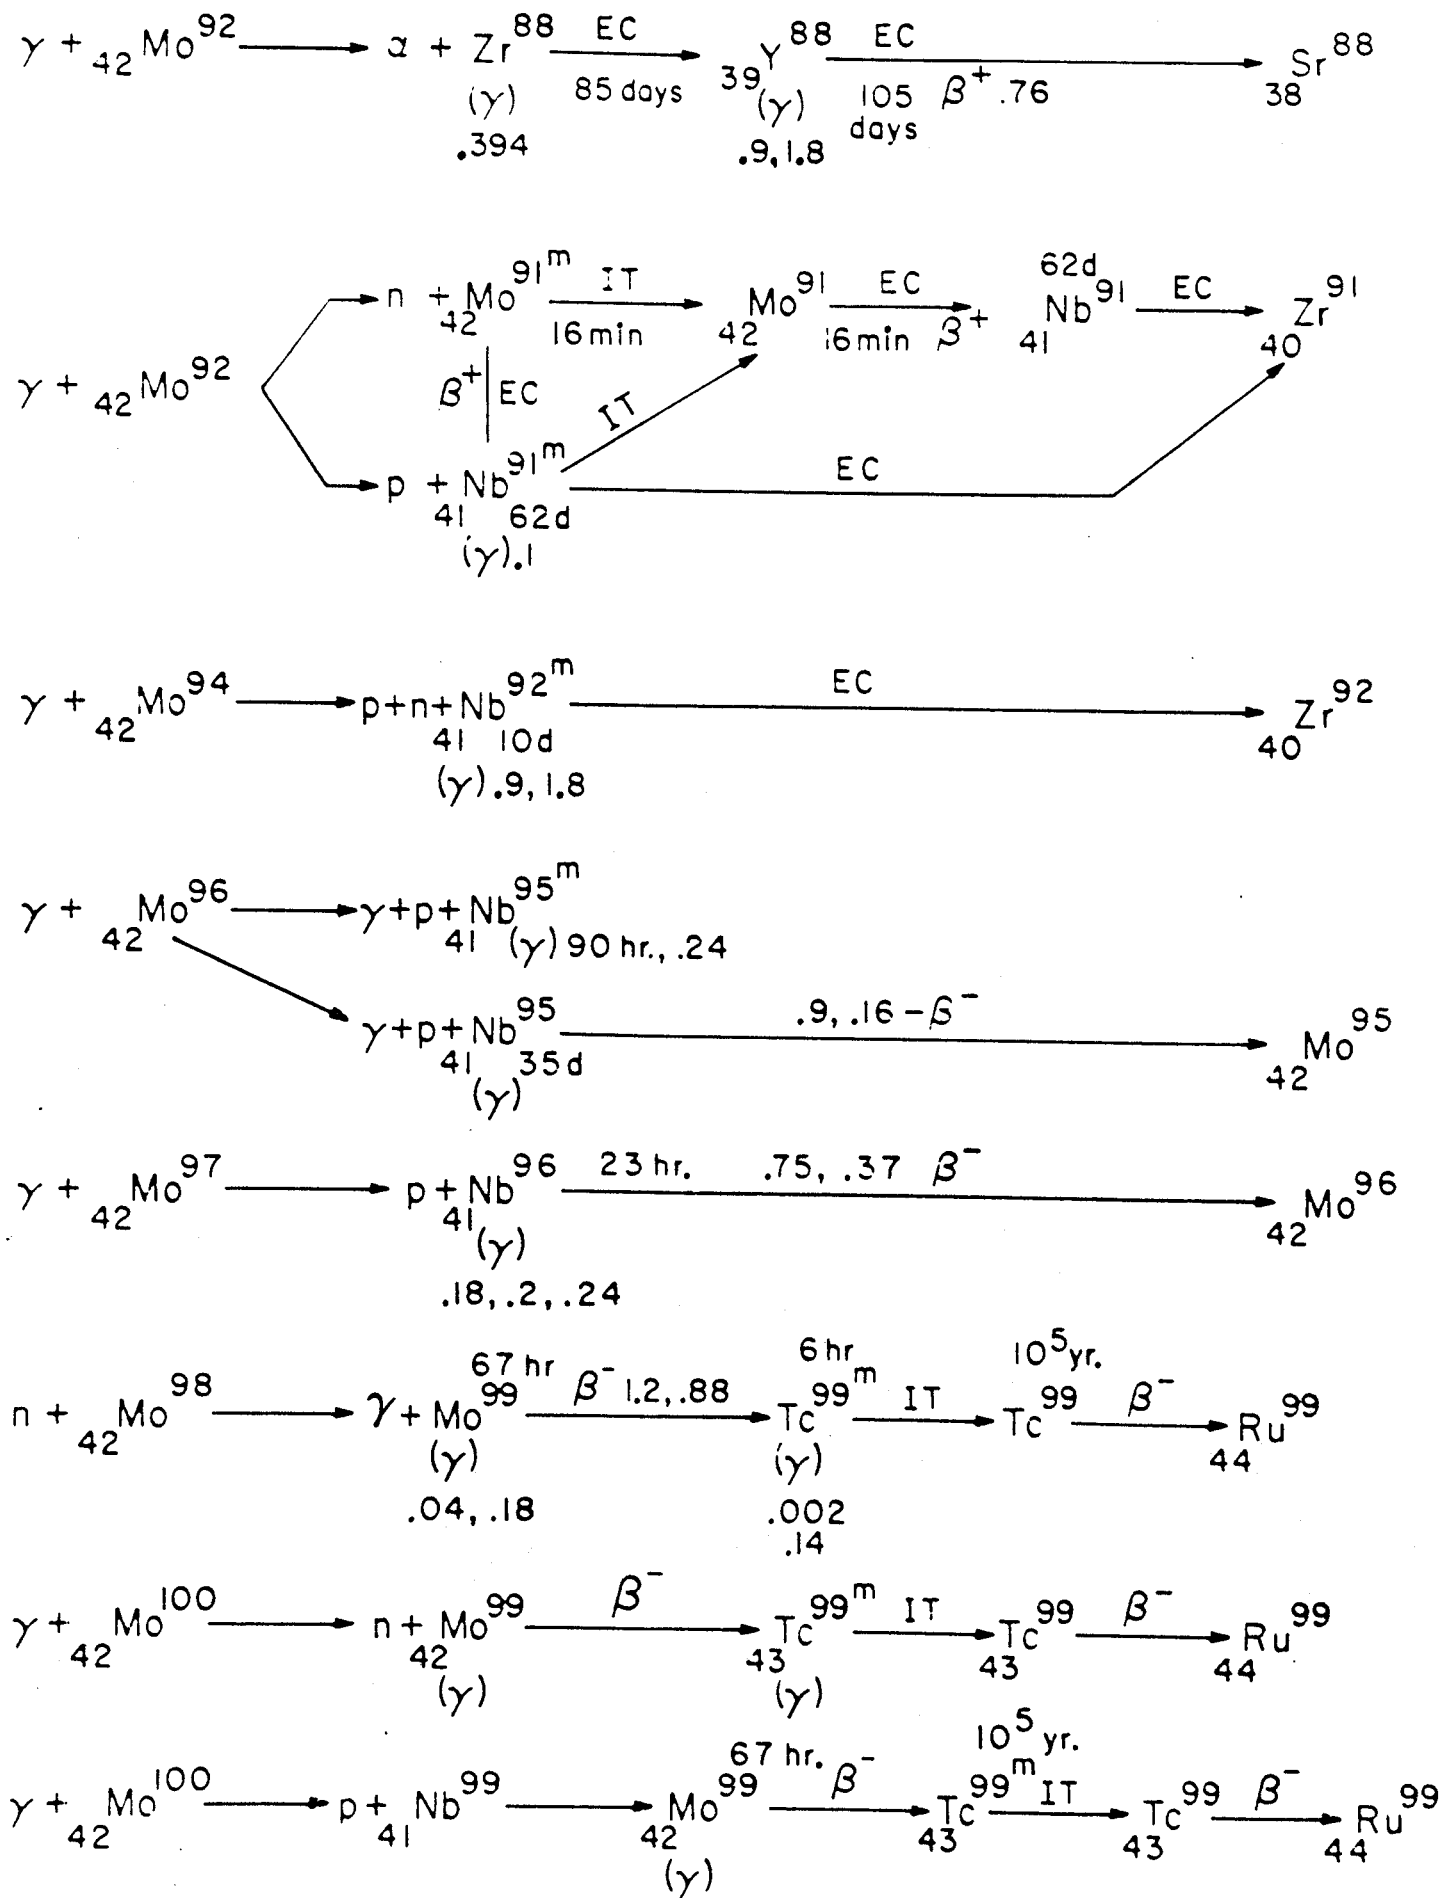 γ + ₄₂Mo⁹² → α + Zr⁸⁸ EC → ₃₉Y⁸⁸ EC → ₃₈Sr⁸⁸
(γ) 85 days (γ) 105 days β⁺ .76
.394 .9, 1.8
n + ₄₂Mo⁹¹ᵐ IT → ₄₂Mo⁹¹ EC → 62d ₄₁Nb⁹¹ EC → ₄₀Zr⁹¹
16 min 16 min β⁺
γ + ₄₂Mo⁹² β⁺ EC IT
p + ₄₁Nb⁹¹ᵐ EC
62d
(γ) .1
γ + ₄₂Mo⁹⁴ → p+n+ ₄₁Nb⁹²ᵐ EC → ₄₀Zr⁹²
10d
(γ) .9, 1.8
γ + ₄₂Mo⁹⁶ → γ+p+ ₄₁Nb⁹⁵ᵐ
(γ) 90 hr., .24
γ+p+ ₄₁Nb⁹⁵ .9, .16 – β⁻ → ₄₂Mo⁹⁵
35d
(γ)
γ + ₄₂Mo⁹⁷ → p + ₄₁Nb⁹⁶ 23 hr. .75, .37 β⁻ → ₄₂Mo⁹⁶
(γ)
.18, .2, .24
67 hr 6 hr 10⁵ yr.
n + ₄₂Mo⁹⁸ → γ + Mo⁹⁹ β⁻ 1.2, .88 → Tc⁹⁹ᵐ IT → Tc⁹⁹ β⁻ → ₄₄Ru⁹⁹
(γ) (γ)
.04, .18 .002
.14
γ + ₄₂Mo¹⁰⁰ → n + ₄₂Mo⁹⁹ β⁻ → ₄₃Tc⁹⁹ᵐ IT → ₄₃Tc⁹⁹ β⁻ → ₄₄Ru⁹⁹
(γ) (γ)
67 hr. 10⁵ yr.
γ + ₄₂Mo¹⁰⁰ → p + ₄₁Nb⁹⁹ → ₄₂Mo⁹⁹ β⁻ → ₄₃Tc⁹⁹ᵐ IT → ₄₃Tc⁹⁹ β⁻ → ₄₄Ru⁹⁹
(γ)